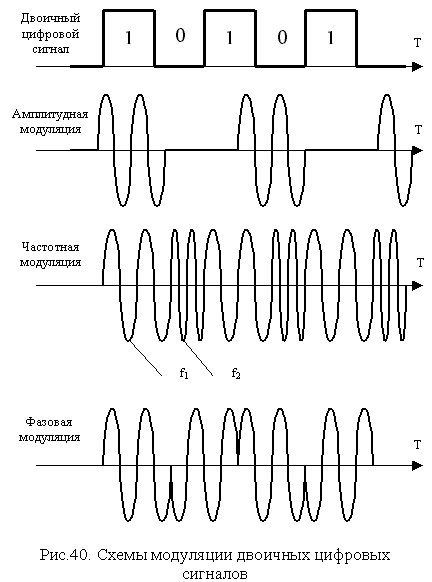 Двоичный
цифровой
сигнал
1 0 1 0 1
T
Амплитудная
модуляция
T
Частотная
модуляция
T
f₁ f₂
Фазовая
модуляция
T
Рис.40. Схемы модуляции двоичных цифровых
сигналов